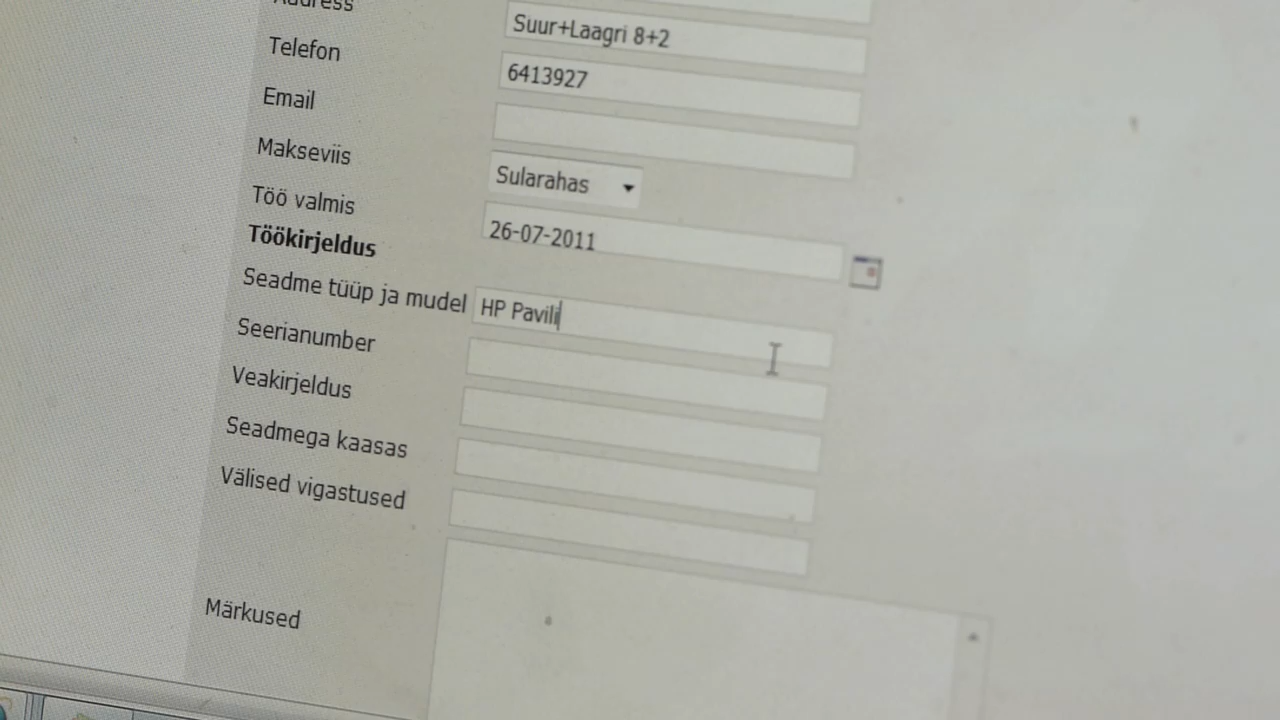 Address
Suur+Laagri 8+2
Telefon
6413927
Email
Makseviis
Sularahas
Töö valmis
26-07-2011
Töökirjeldus
Seadme tüüp ja mudel
HP Pavili
Seerianumber
Veakirjeldus
Seadmega kaasas
Välised vigastused
Märkused